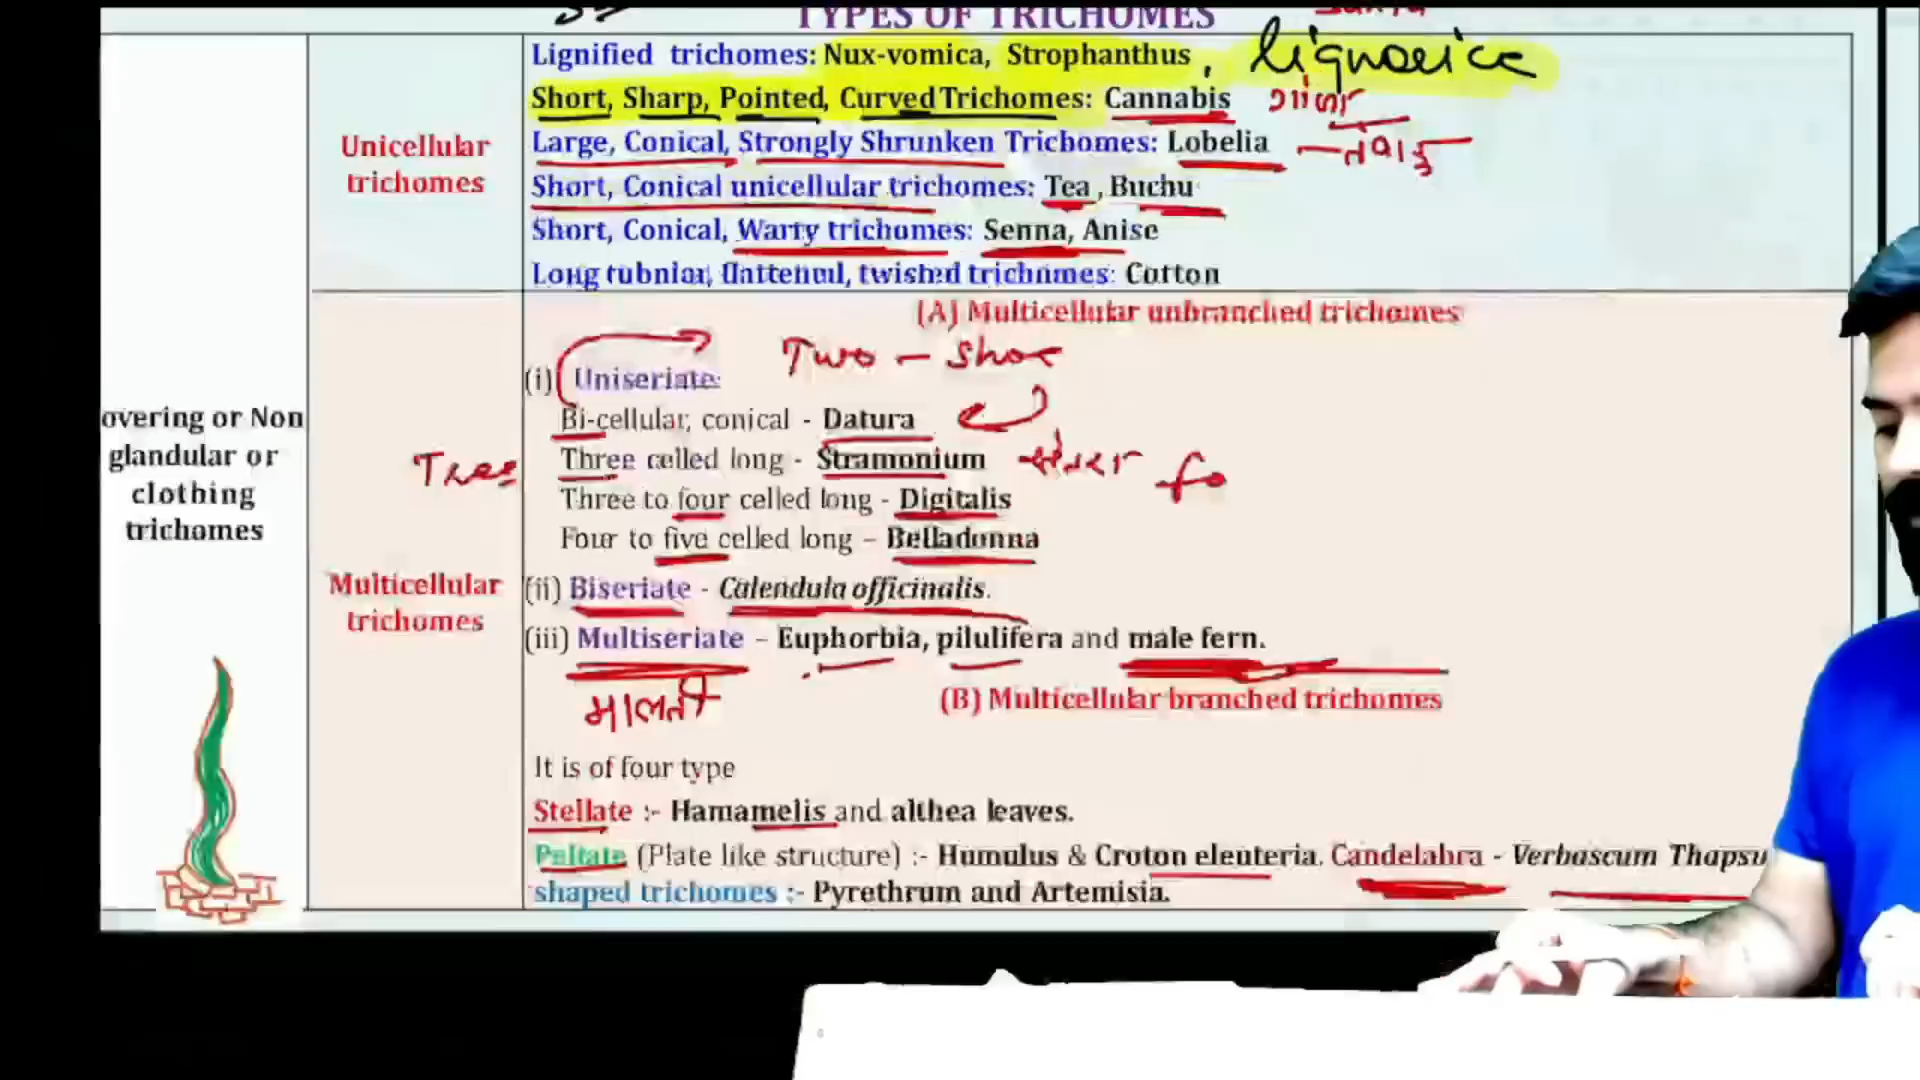 TYPES OF TRICHOMES
Lignified trichomes: Nux-vomica, Strophanthus, liquorice
Short, Sharp, Pointed, Curved Trichomes: Cannabis गांजा
Large, Conical, Strongly Shrunken Trichomes: Lobelia
Short, Conical unicellular trichomes: Tea, Buchu
Short, Conical, Warty trichomes: Senna, Anise
Long tubular, flattened, twisted trichomes: Cotton
Unicellular
trichomes
(A) Multicellular unbranched trichomes
Two -
(i) Uniseriate:
Bi-cellular, conical - Datura
Three celled long - Stramonium
Three to four celled long - Digitalis
Four to five celled long – Belladonna
(ii) Biseriate - Calendula officinalis.
(iii) Multiseriate – Euphorbia, pilulifera and male fern.
मालती
overing or Non
glandular or
clothing
trichomes
Multicellular
trichomes
(B) Multicellular branched trichomes
It is of four type
Stellate :- Hamamelis and althea leaves.
Peltate (Plate like structure) :- Humulus & Croton eleuteria. Candelabra - Verbascum Thapsu
shaped trichomes :- Pyrethrum and Artemisia.